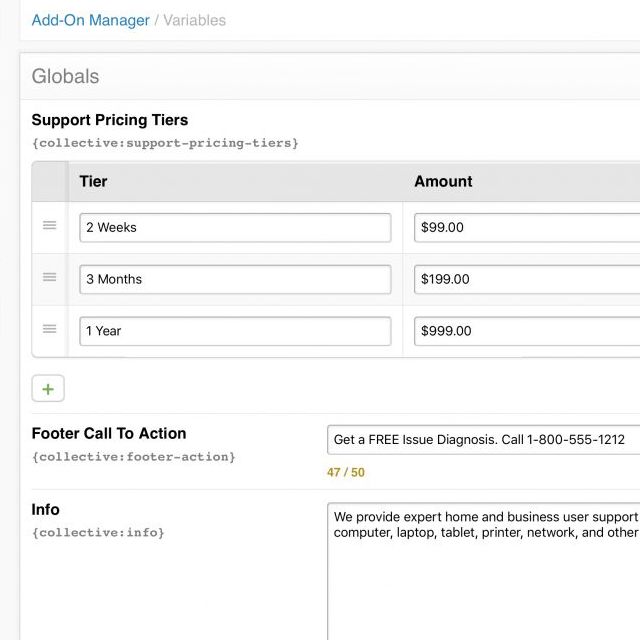 Add-On Manager / Variables
Globals
Support Pricing Tiers
{collective:support-pricing-tiers}
Tier Amount
2 Weeks $99.00
3 Months $199.00
1 Year $999.00
+
Footer Call To Action
{collective:footer-action}
Get a FREE Issue Diagnosis. Call 1-800-555-1212
47 / 50
Info
{collective:info}
We provide expert home and business user support
computer, laptop, tablet, printer, network, and other